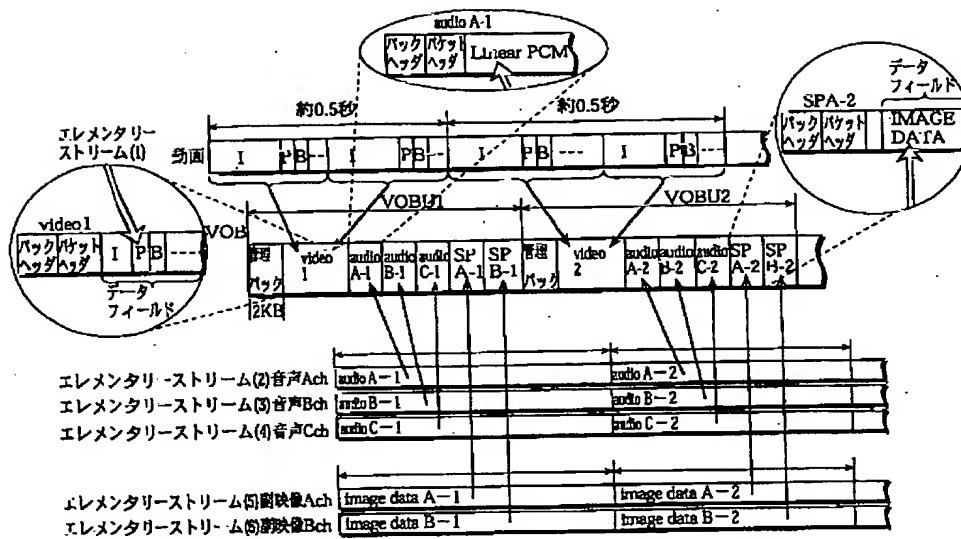 audio A-1
パック
ヘッダ
パケット
ヘッダ
Linear PCM
約0.5秒
約0.5秒
データ
フィールド
SPA-2
パック
ヘッダ
パケット
ヘッダ
IMAGE
DATA
エレメンタリー
ストリーム(1)
動画
I
P
B
----
I
P
B
----
I
P
B
----
I
P
B
----
VOBU1
VOBU2
VOB
video1
パック
ヘッダ
パケット
ヘッダ
I
P
B
----
データ
フィールド
管理
パック
video
1
audio
A-1
audio
B-1
audio
C-1
SP
A-1
SP
B-1
管理
パック
video
2
audio
A-2
audio
B-2
audio
C-2
SP
A-2
SP
B-2
2KB
エレメンタリーストリーム(2)音声Ach
audio A-1
audio A-2
エレメンタリーストリーム(3)音声Bch
audio B-1
audio B-2
エレメンタリーストリーム(4)音声Cch
audio C-1
audio C-2
エレメンタリーストリーム(5)副映像Ach
image data A-1
image data A-2
エレメンタリーストリーム(6)副映像Bch
image data B-1
image data B-2